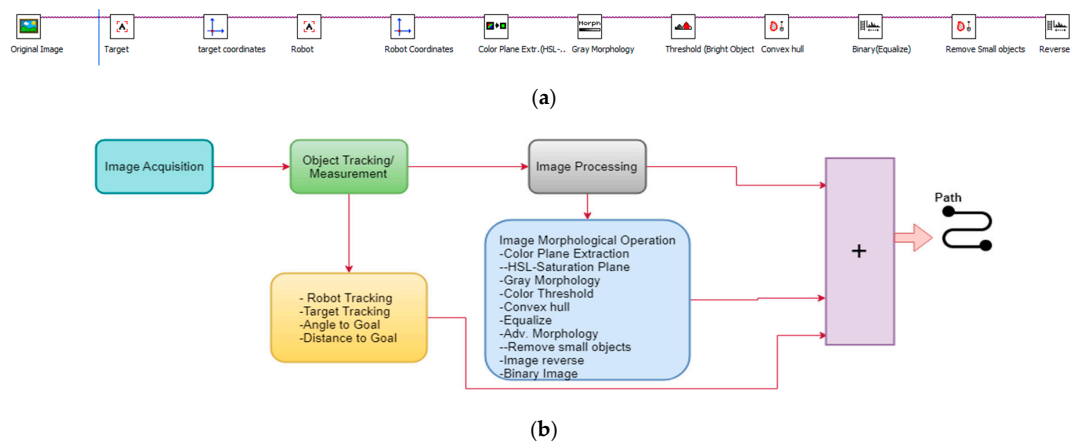 Morph
Original Image
Target
target coordinates
Robot
Robot Coordinates
Color Plane Extr.(HSL-..
Gray Morphology
Threshold (Bright Object
Convex hull
Binary(Equalize)
Remove Small objects
Reverse
(a)
Image Acquisition
Object Tracking/
Measurement
Image Processing
Path
+
Image Morphological Operation
-Color Plane Extraction
--HSL-Saturation Plane
-Gray Morphology
-Color Threshold
-Convex hull
-Equalize
-Adv. Morphology
--Remove small objects
-Image reverse
-Binary Image
- Robot Tracking
-Target Tracking
-Angle to Goal
-Distance to Goal
(b)